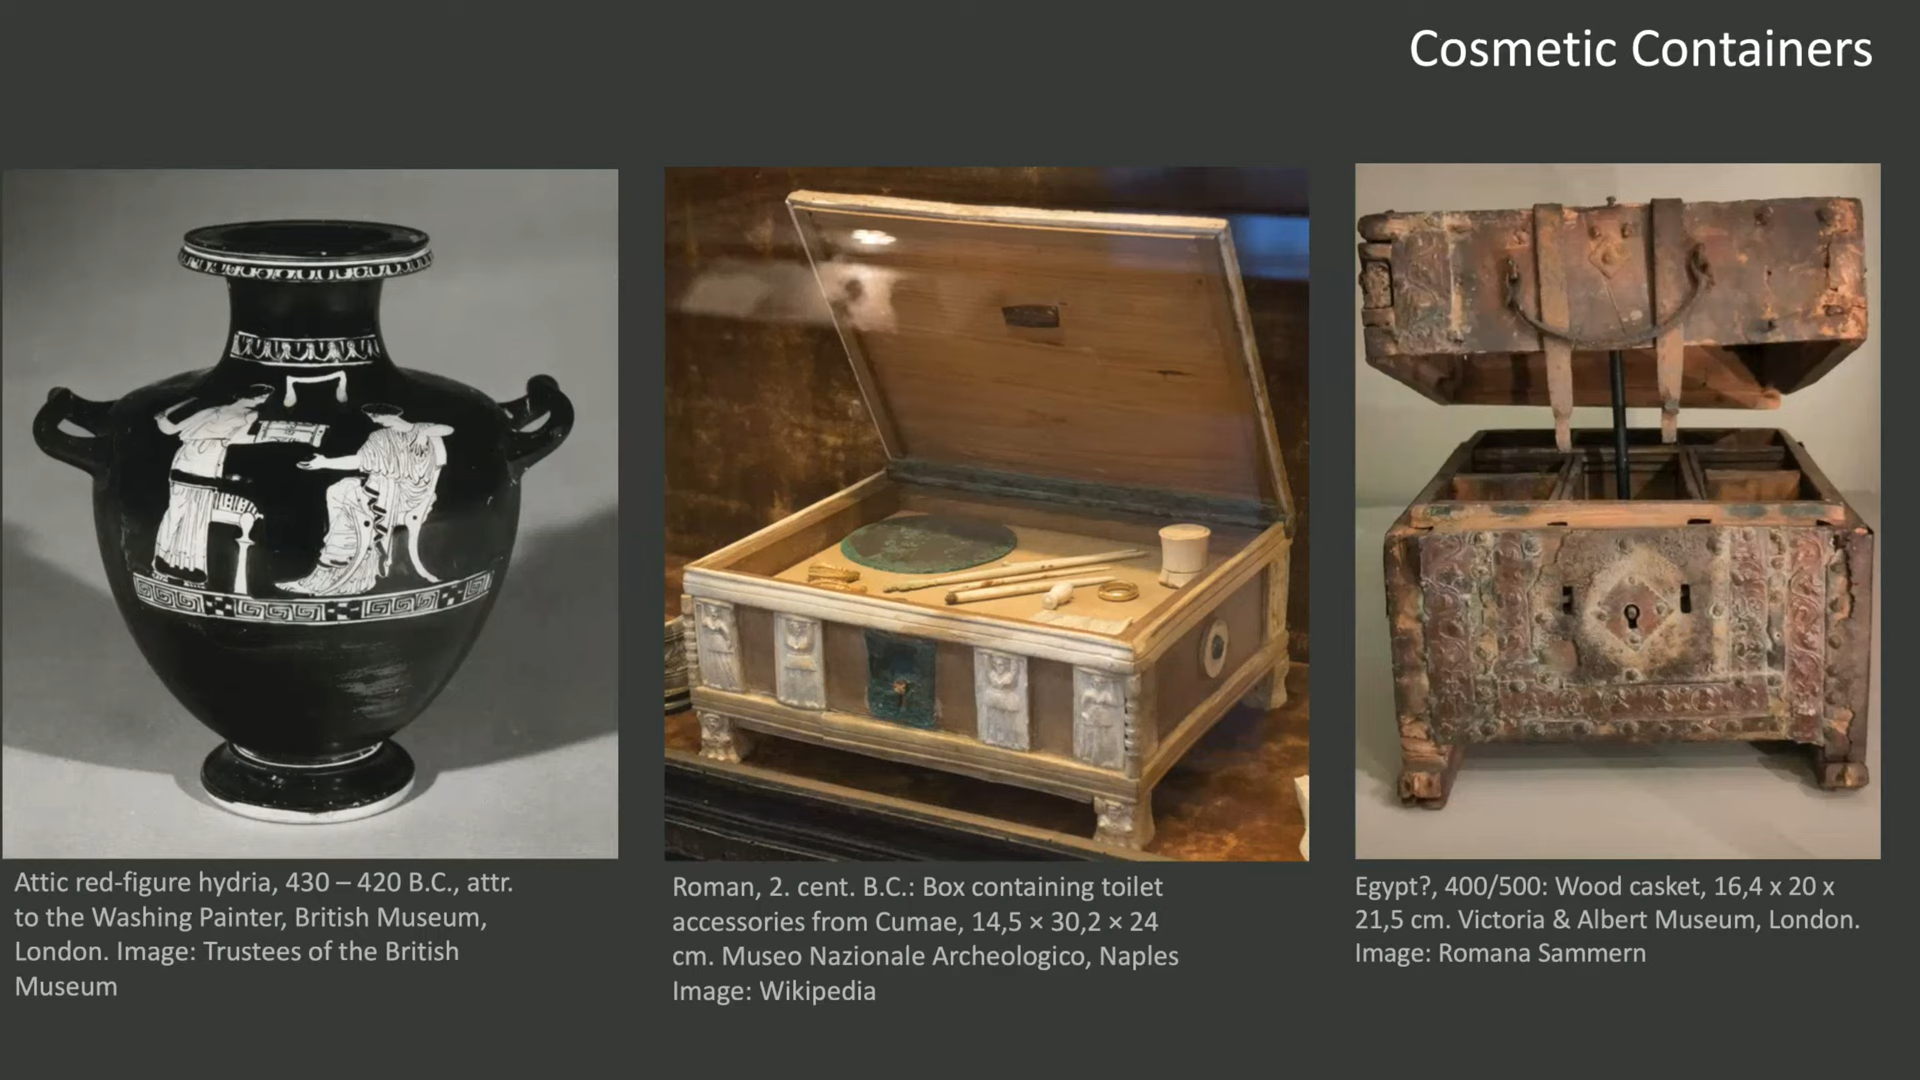 Cosmetic Containers
Attic red-figure hydria, 430 – 420 B.C., attr.
to the Washing Painter, British Museum,
London. Image: Trustees of the British
Museum
Roman, 2. cent. B.C.: Box containing toilet
accessories from Cumae, 14,5 × 30,2 × 24
cm. Museo Nazionale Archeologico, Naples
Image: Wikipedia
Egypt?, 400/500: Wood casket, 16,4 x 20 x
21,5 cm. Victoria & Albert Museum, London.
Image: Romana Sammern